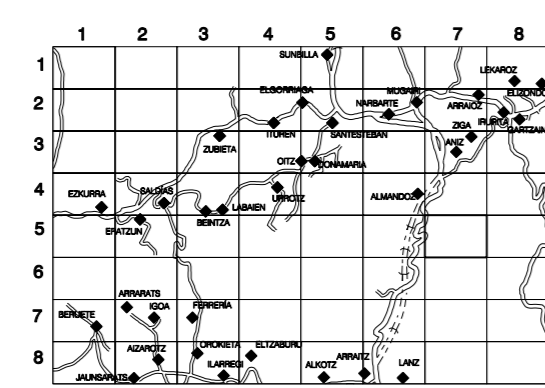 1 2 3 4 5 6 7 8
1
SUNBILLA
LEKAROZ
2
ELGORRIAGA
MUGAIRI
ELIZONDO
NARBARTE
ARRAIOZ
IRURITA
ITUREN
SANTESTEBAN
ZIGA
GARTZAIN
3
ZUBIETA
ANIZ
OITZ
DONAMARIA
4
EZKURRA
SALDIAS
URROTZ
ALMANDOZ
LABAIEN
BEINTZA
5
ERATZUN
6
ARRARATS
7
BERUETE
IGOA
FERRERÍA
8
AIZAROTZ
OROKIETA
ELTZABURU
ILARREGI
ARRAITZ
JAUNSARATS
ALKOTZ
LANZ